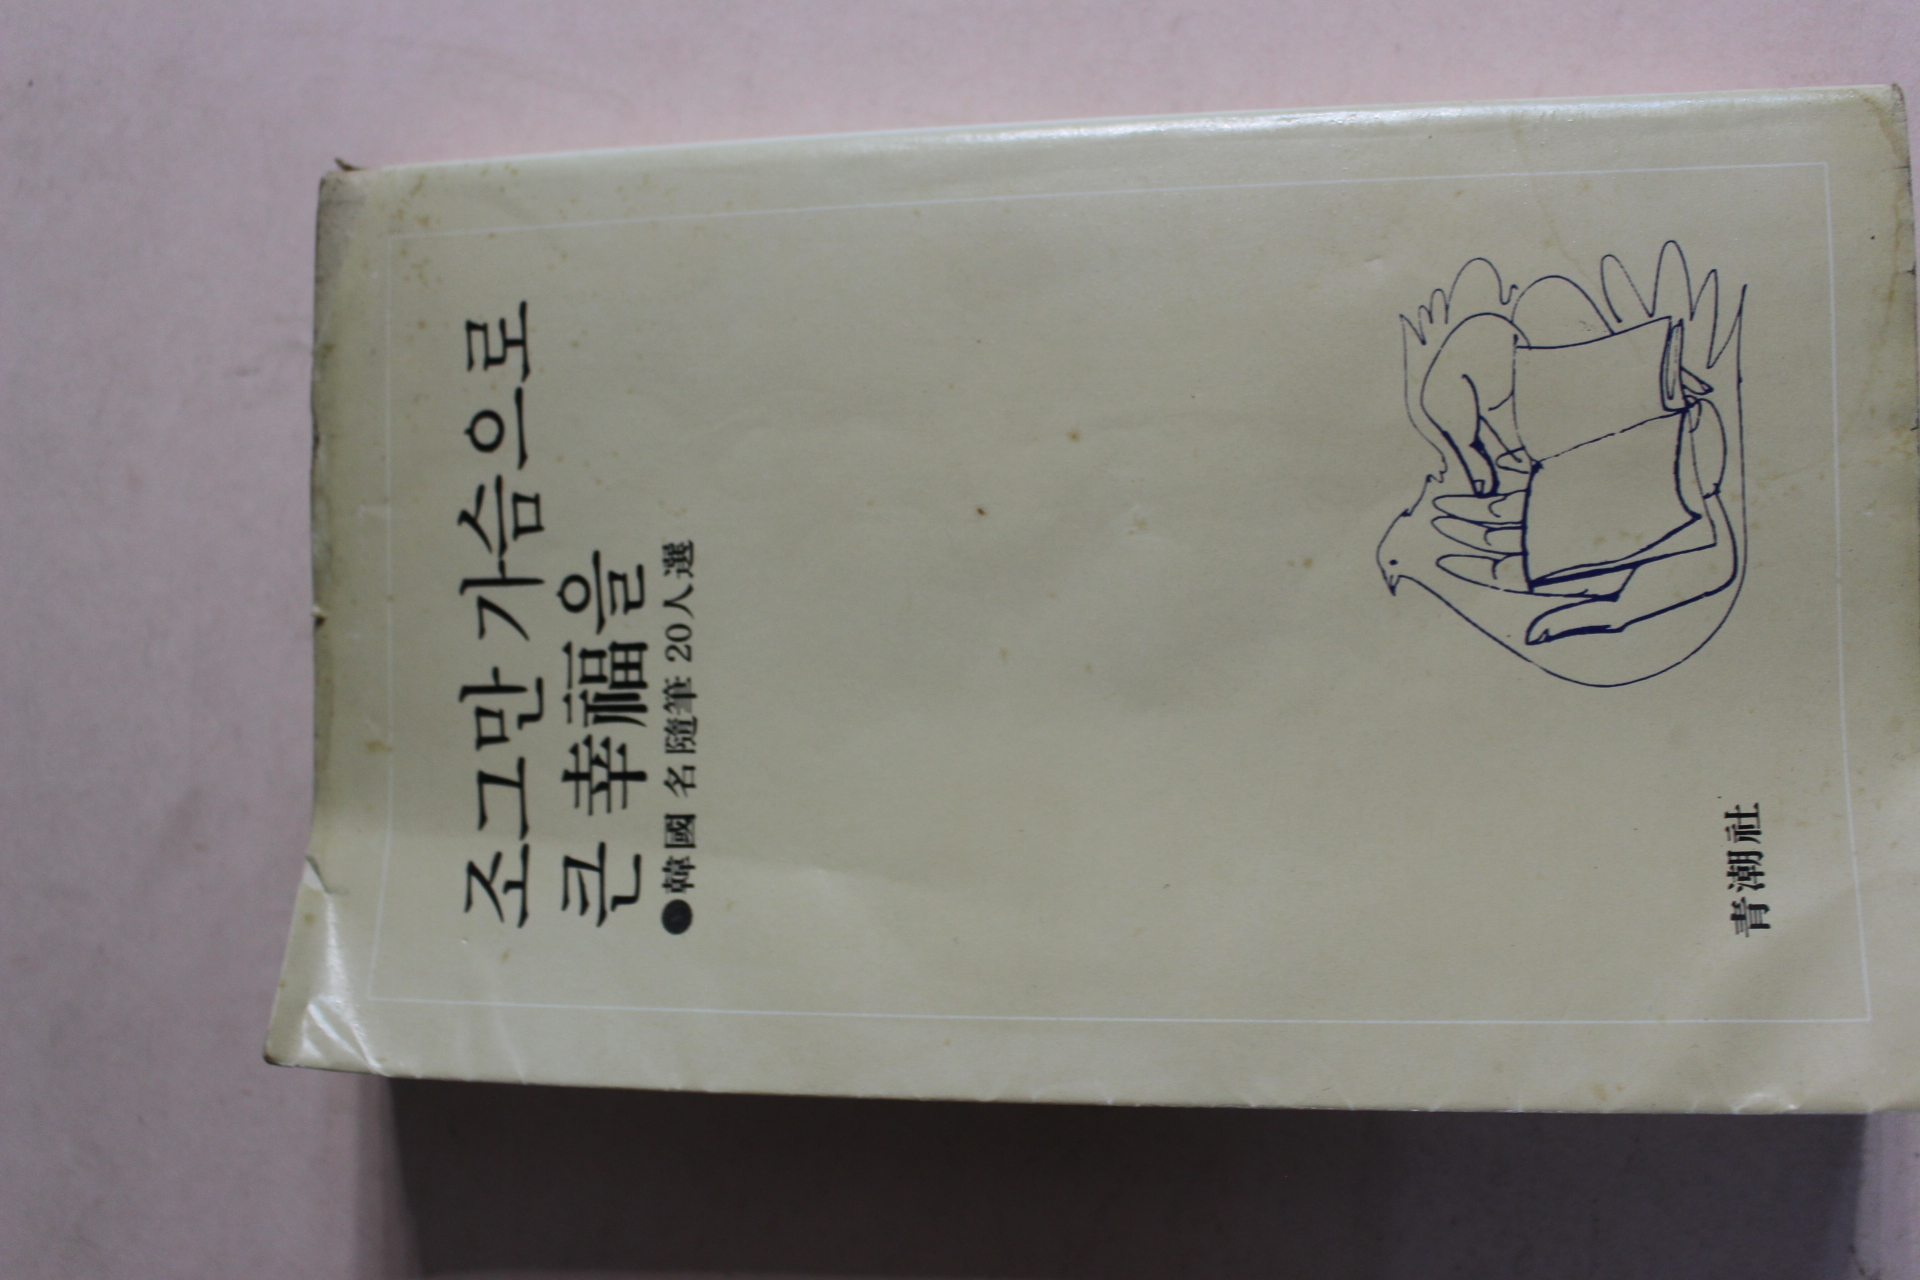 조그만 가슴으로
큰 幸福을
●韓國 名隨筆 20人選
靑潮社